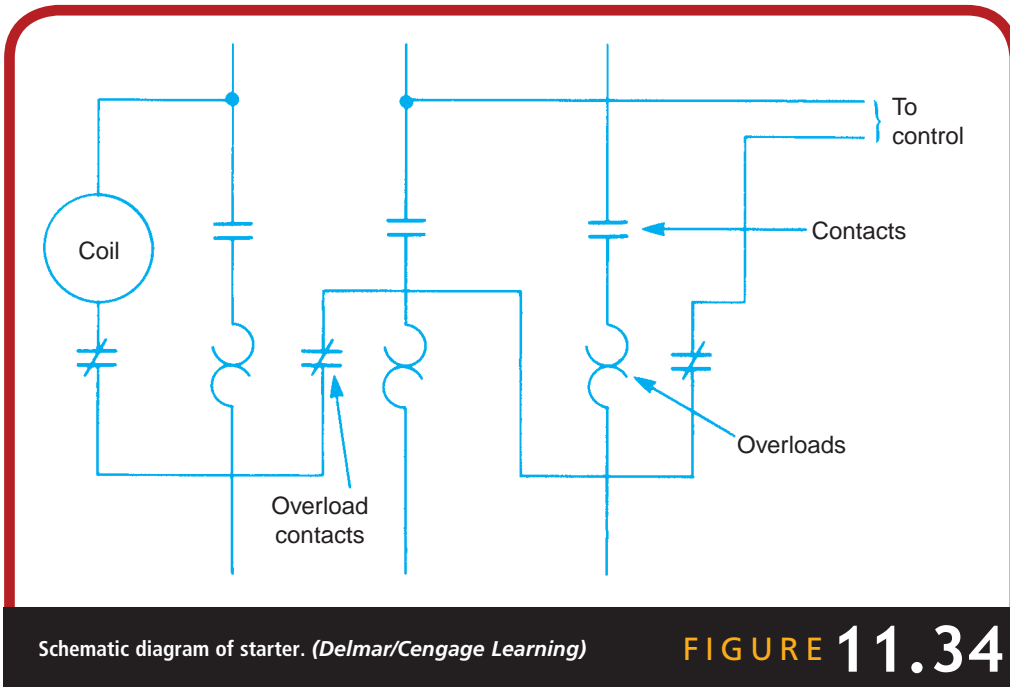 To
control
Coil
Contacts
Overloads
Overload
contacts
Schematic diagram of starter. (Delmar/Cengage Learning)
FIGURE 11.34